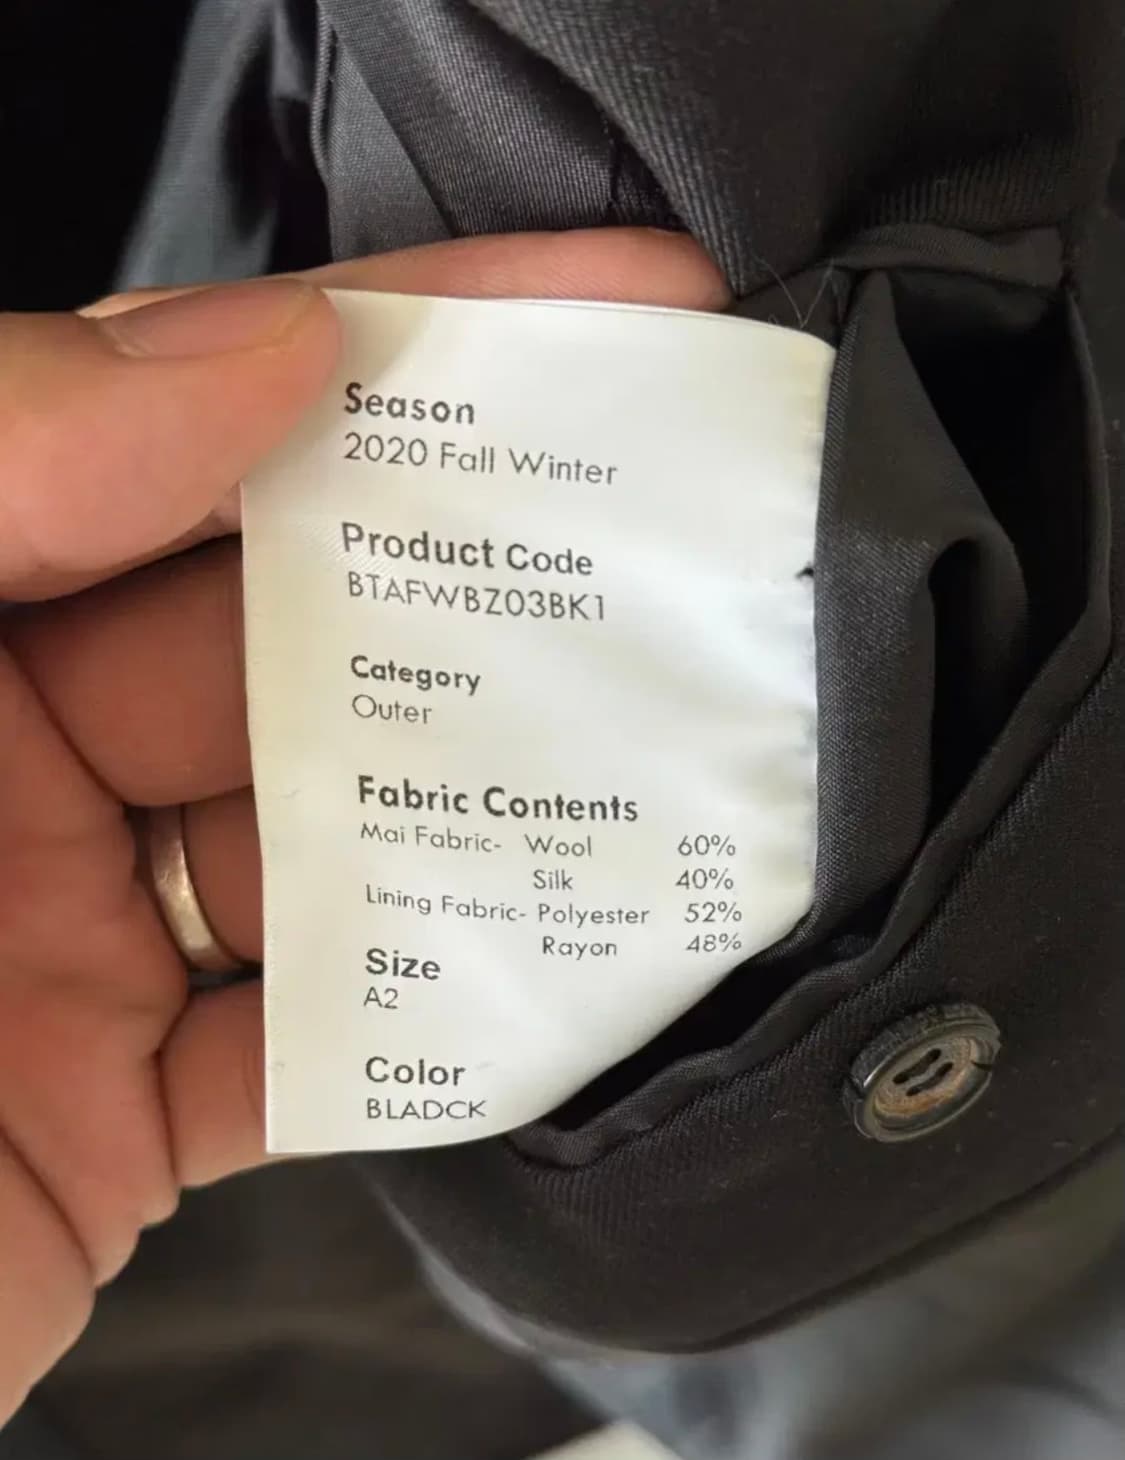 Season
2020 Fall Winter
Product Code
BTAFWBZ03BK1
Category
Outer
Fabric Contents
Mai Fabric- Wool 60%
Silk 40%
Lining Fabric- Polyester 52%
Rayon 48%
Size
A2
Color
BLADCK